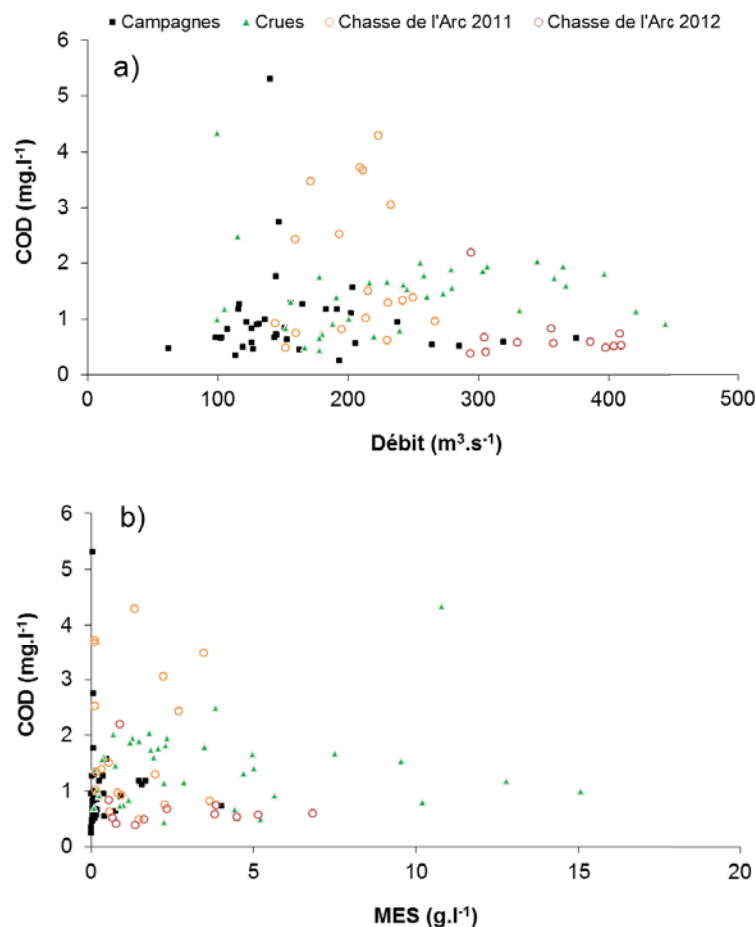 Campagnes Crues Chasse de l'Arc 2011 Chasse de l'Arc 2012
a)
6
5
4
3
2
1
0
COD (mg.l⁻¹)
0 100 200 300 400 500
Débit (m³.s⁻¹)
b)
6
5
4
3
2
1
0
COD (mg.l⁻¹)
0 5 10 15 20
MES (g.l⁻¹)